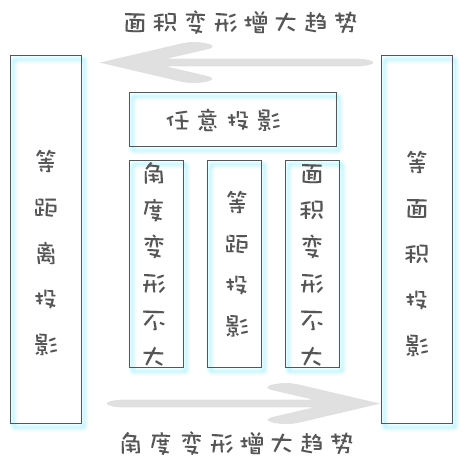 面积变形增大趋势
等距离投影
任意投影
角度变形不大
等距投影
面积变形不大
等面积投影
角度变形增大趋势